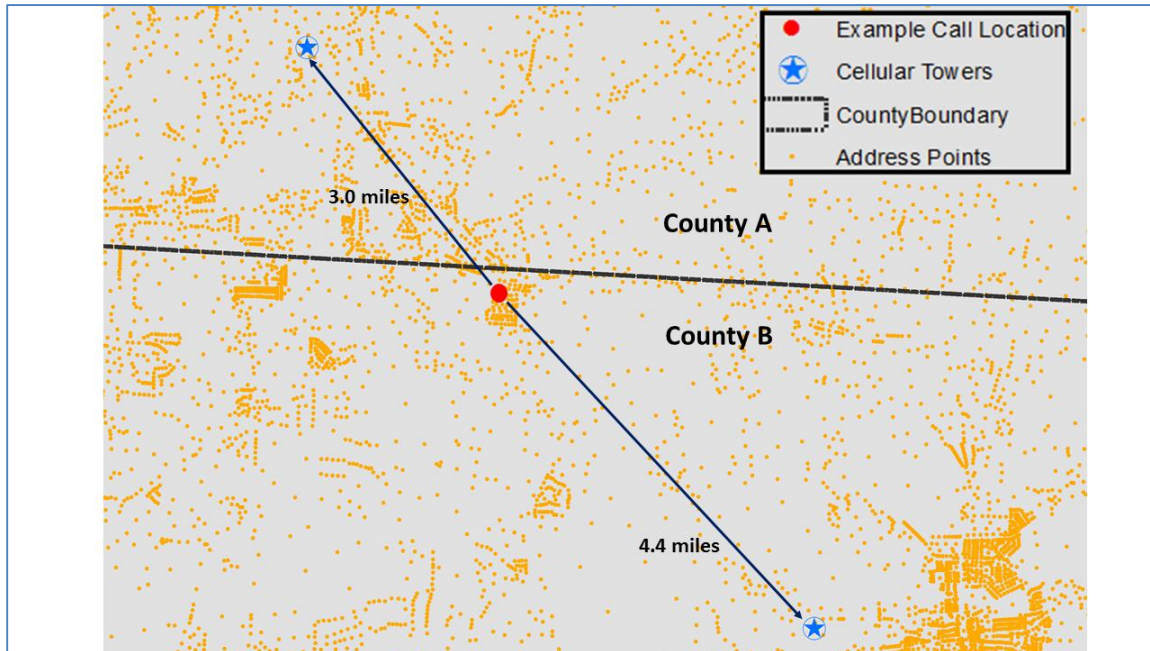 Example Call Location
Cellular Towers
CountyBoundary
Address Points
3.0 miles
County A
County B
4.4 miles